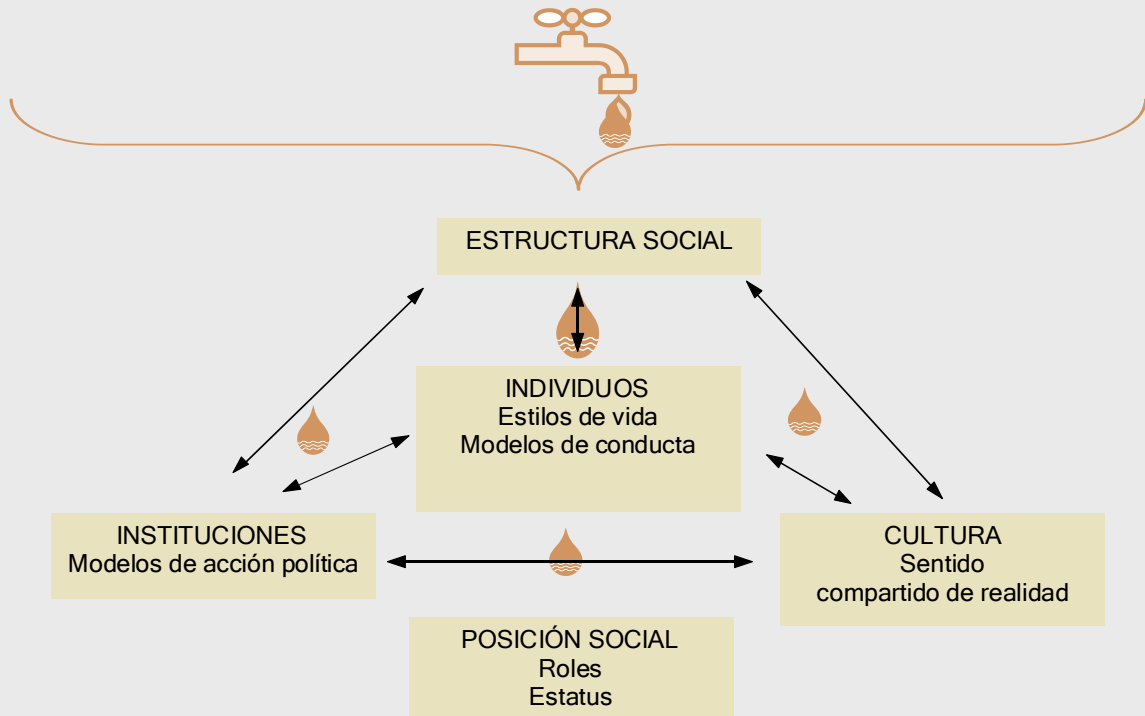 ESTRUCTURA SOCIAL
INDIVIDUOS
Estilos de vida
Modelos de conducta
INSTITUCIONES
Modelos de acción política
CULTURA
Sentido
compartido de realidad
POSICIÓN SOCIAL
Roles
Estatus